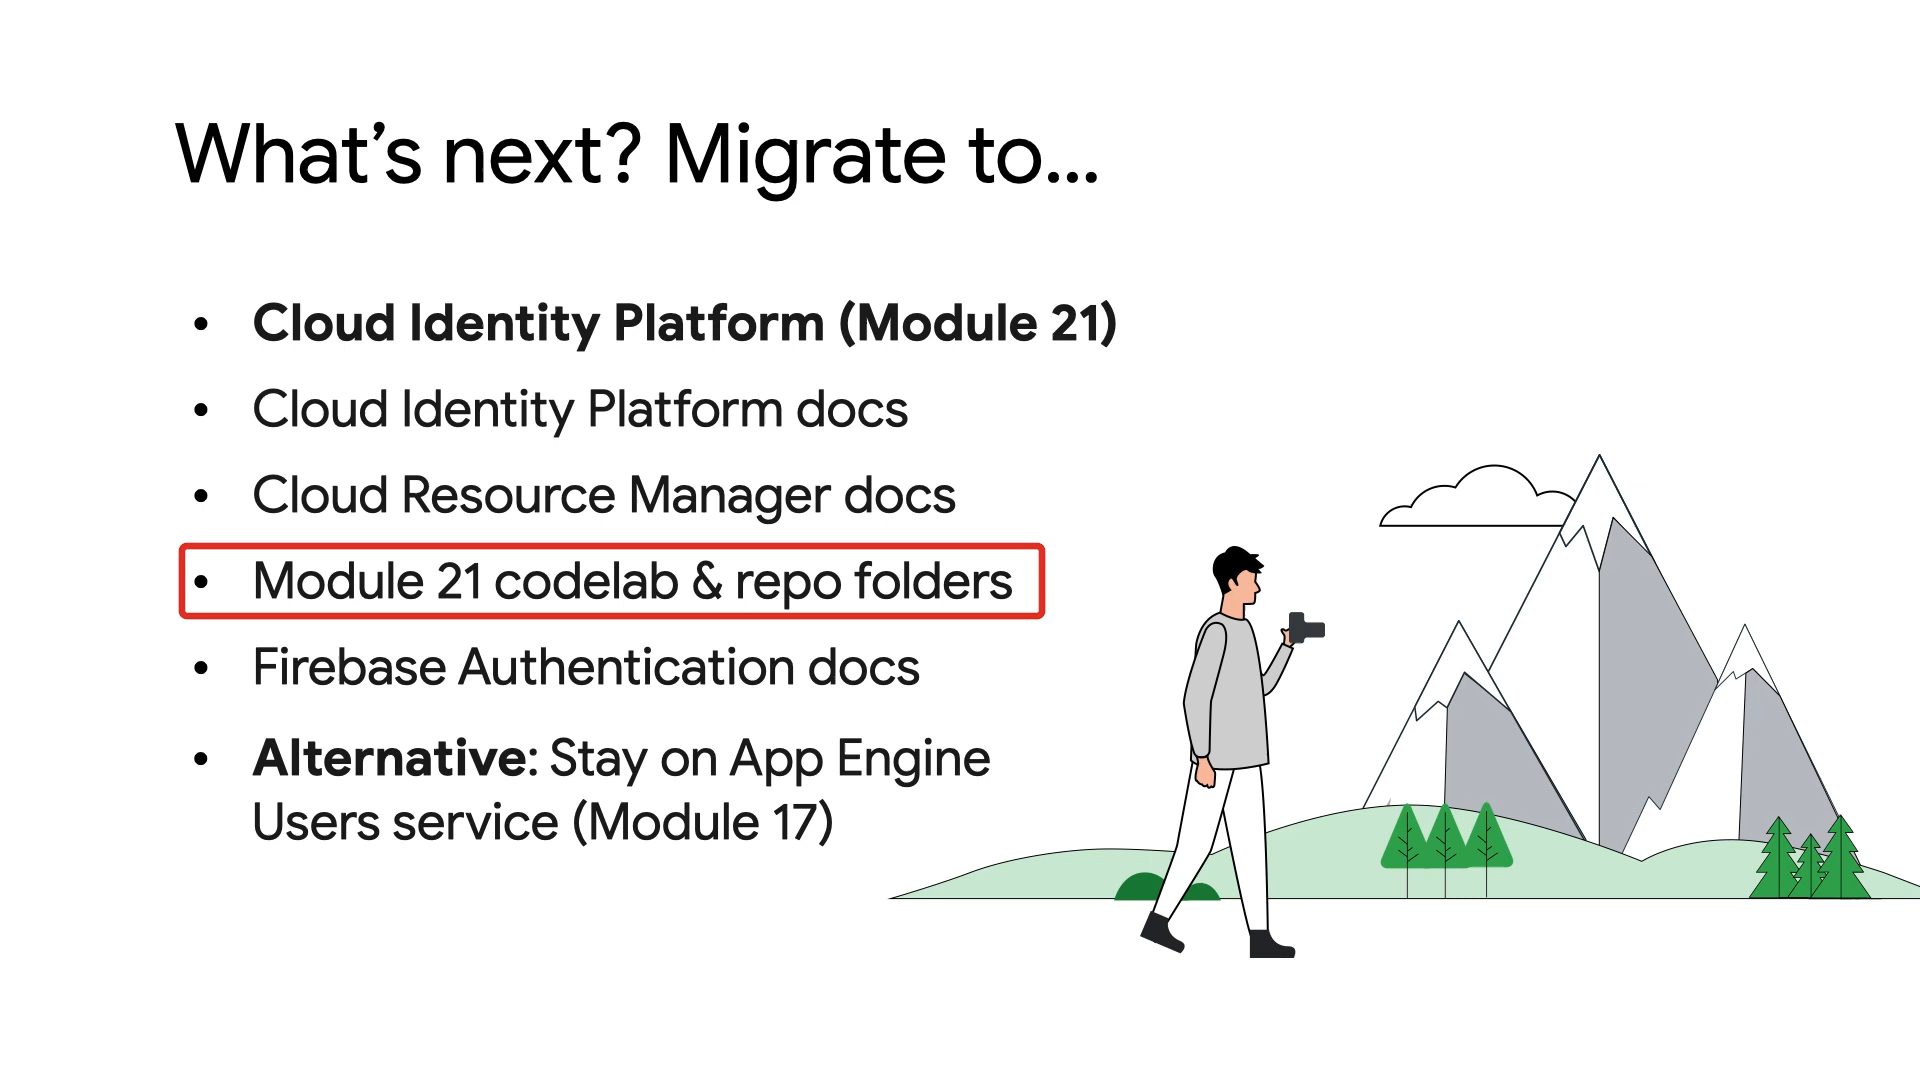 What’s next? Migrate to...
• Cloud Identity Platform (Module 21)
• Cloud Identity Platform docs
• Cloud Resource Manager docs
• Module 21 codelab & repo folders
• Firebase Authentication docs
• Alternative: Stay on App Engine
Users service (Module 17)